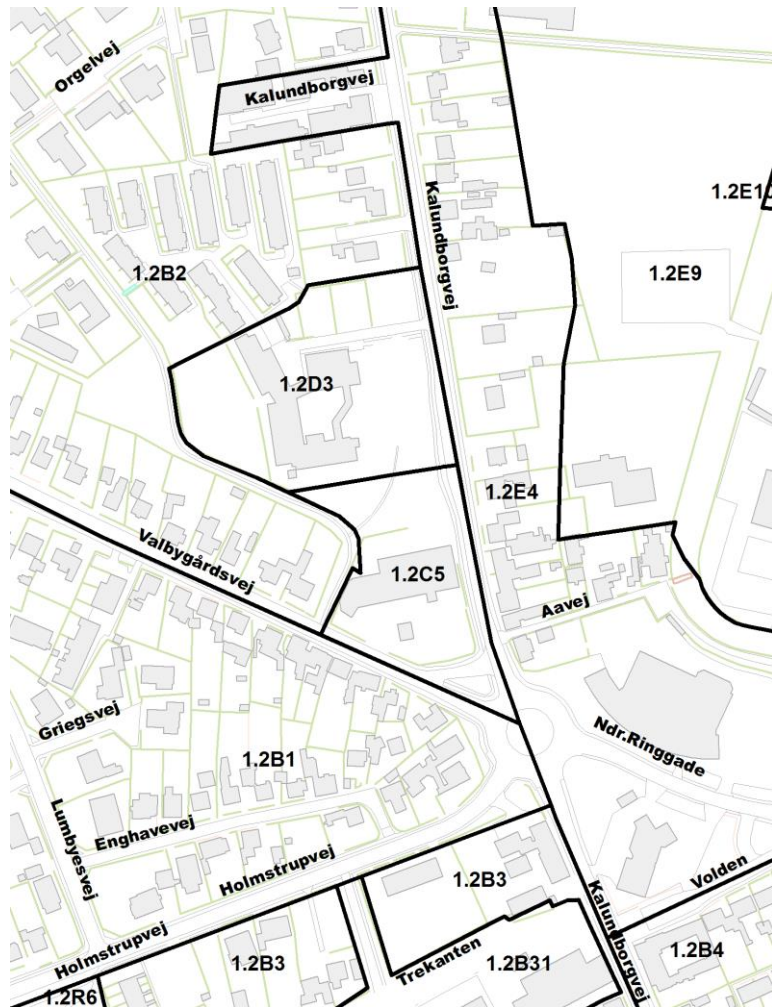 Orgelvej
Kalundborgvej
Kalundborgvej
1.2E1
1.2B2
1.2E9
1.2D3
1.2E4
Valbygårdsvej
1.2C5
Aavej
Griegsvej
Ndr.Ringgade
1.2B1
Lumbyesvej
Enghavevej
Holmstrupvej
1.2B3
Volden
Kalundborgvej
Holmstrupvej
1.2B3
Trekanten
1.2B31
1.2B4
1.2R6